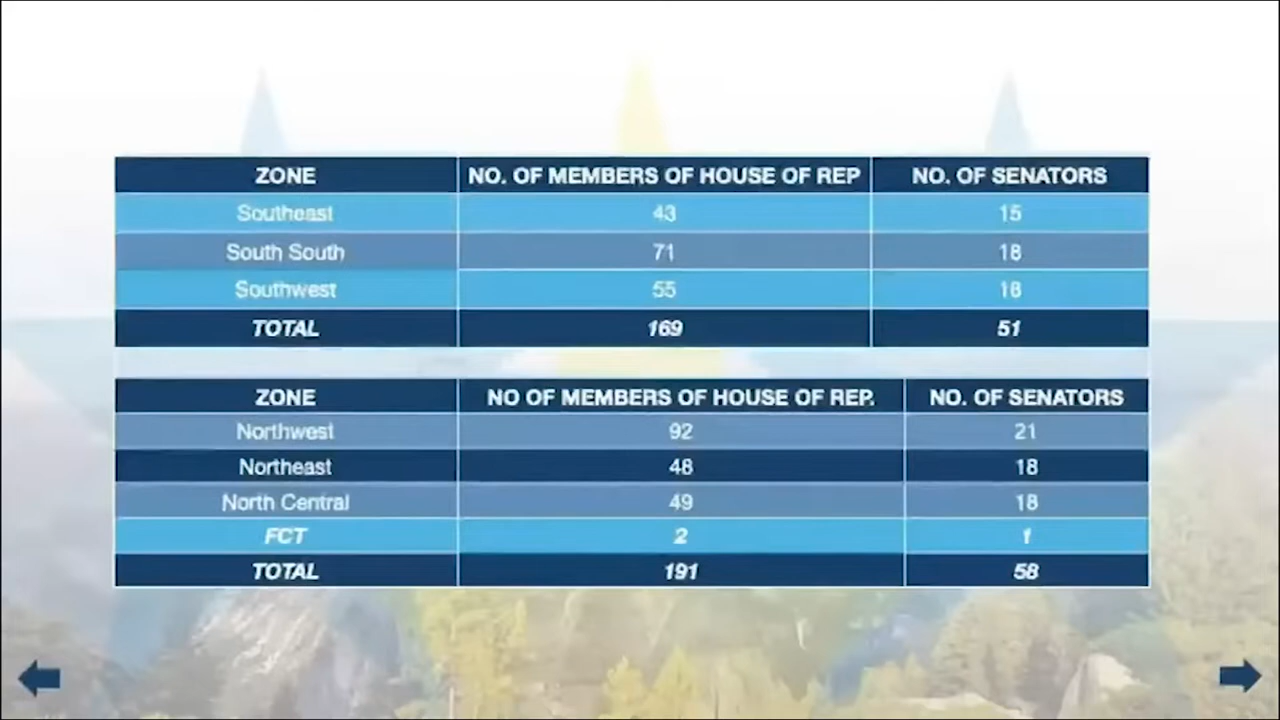 ZONE NO. OF MEMBERS OF HOUSE OF REP NO. OF SENATORS
Southeast 43 15
South South 71 18
Southwest 55 18
TOTAL 169 51
ZONE NO OF MEMBERS OF HOUSE OF REP. NO. OF SENATORS
Northwest 92 21
Northeast 48 18
North Central 49 18
FCT 2 1
TOTAL 191 58